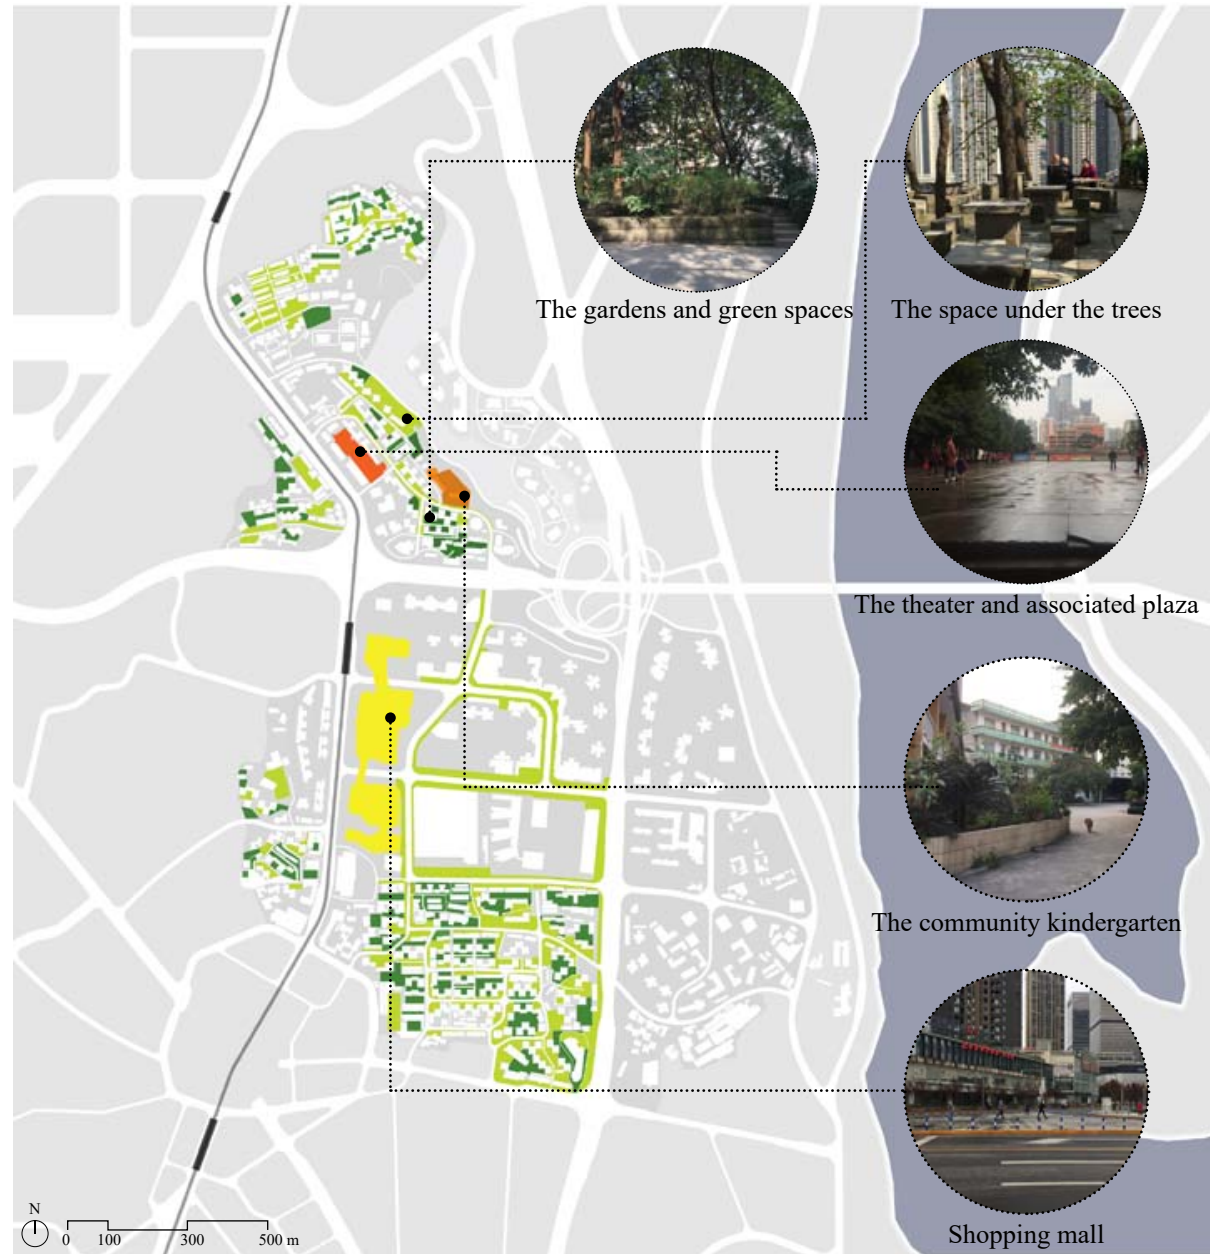 The gardens and green spaces
The space under the trees
The theater and associated plaza
The community kindergarten
Shopping mall
N
0 100 300 500 m